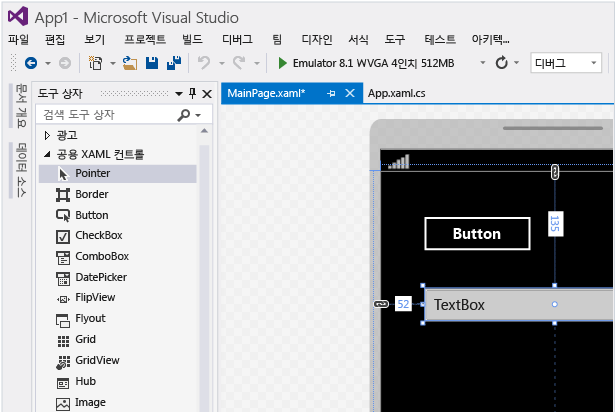 App1 - Microsoft Visual Studio
파일 편집 보기 프로젝트 빌드 디버그 팀 디자인 서식 도구 테스트 아키텍...
Emulator 8.1 WVGA 4인치 512MB 디버그
문서 개요
데이터 소스
도구 상자
검색 도구 상자
광고
공용 XAML 컨트롤
Pointer
Border
Button
CheckBox
ComboBox
DatePicker
FlipView
Flyout
Grid
GridView
Hub
Image
MainPage.xaml*
App.xaml.cs
Button
135
52
TextBox